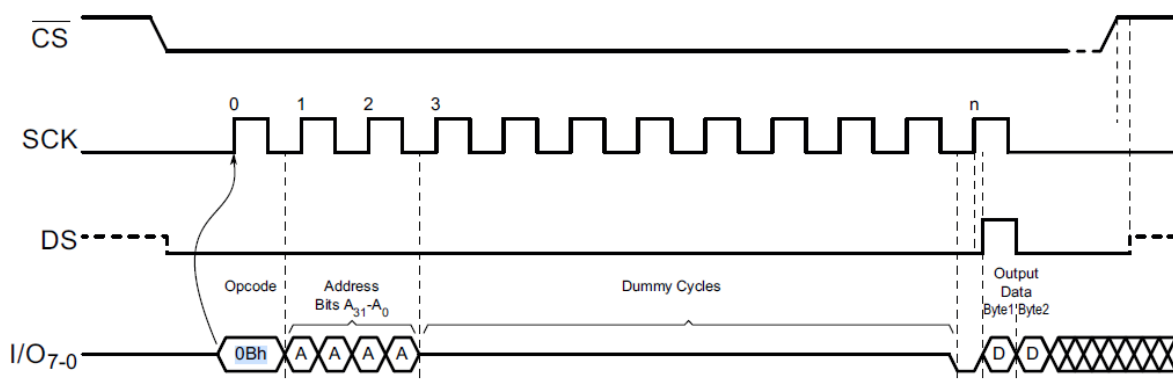 CS
0 1 2 3 n
SCK
DS
Opcode Address Dummy Cycles Output
Bits A31-A0 Data
Byte1 Byte2
I/O7-0 0Bh A A A A D D